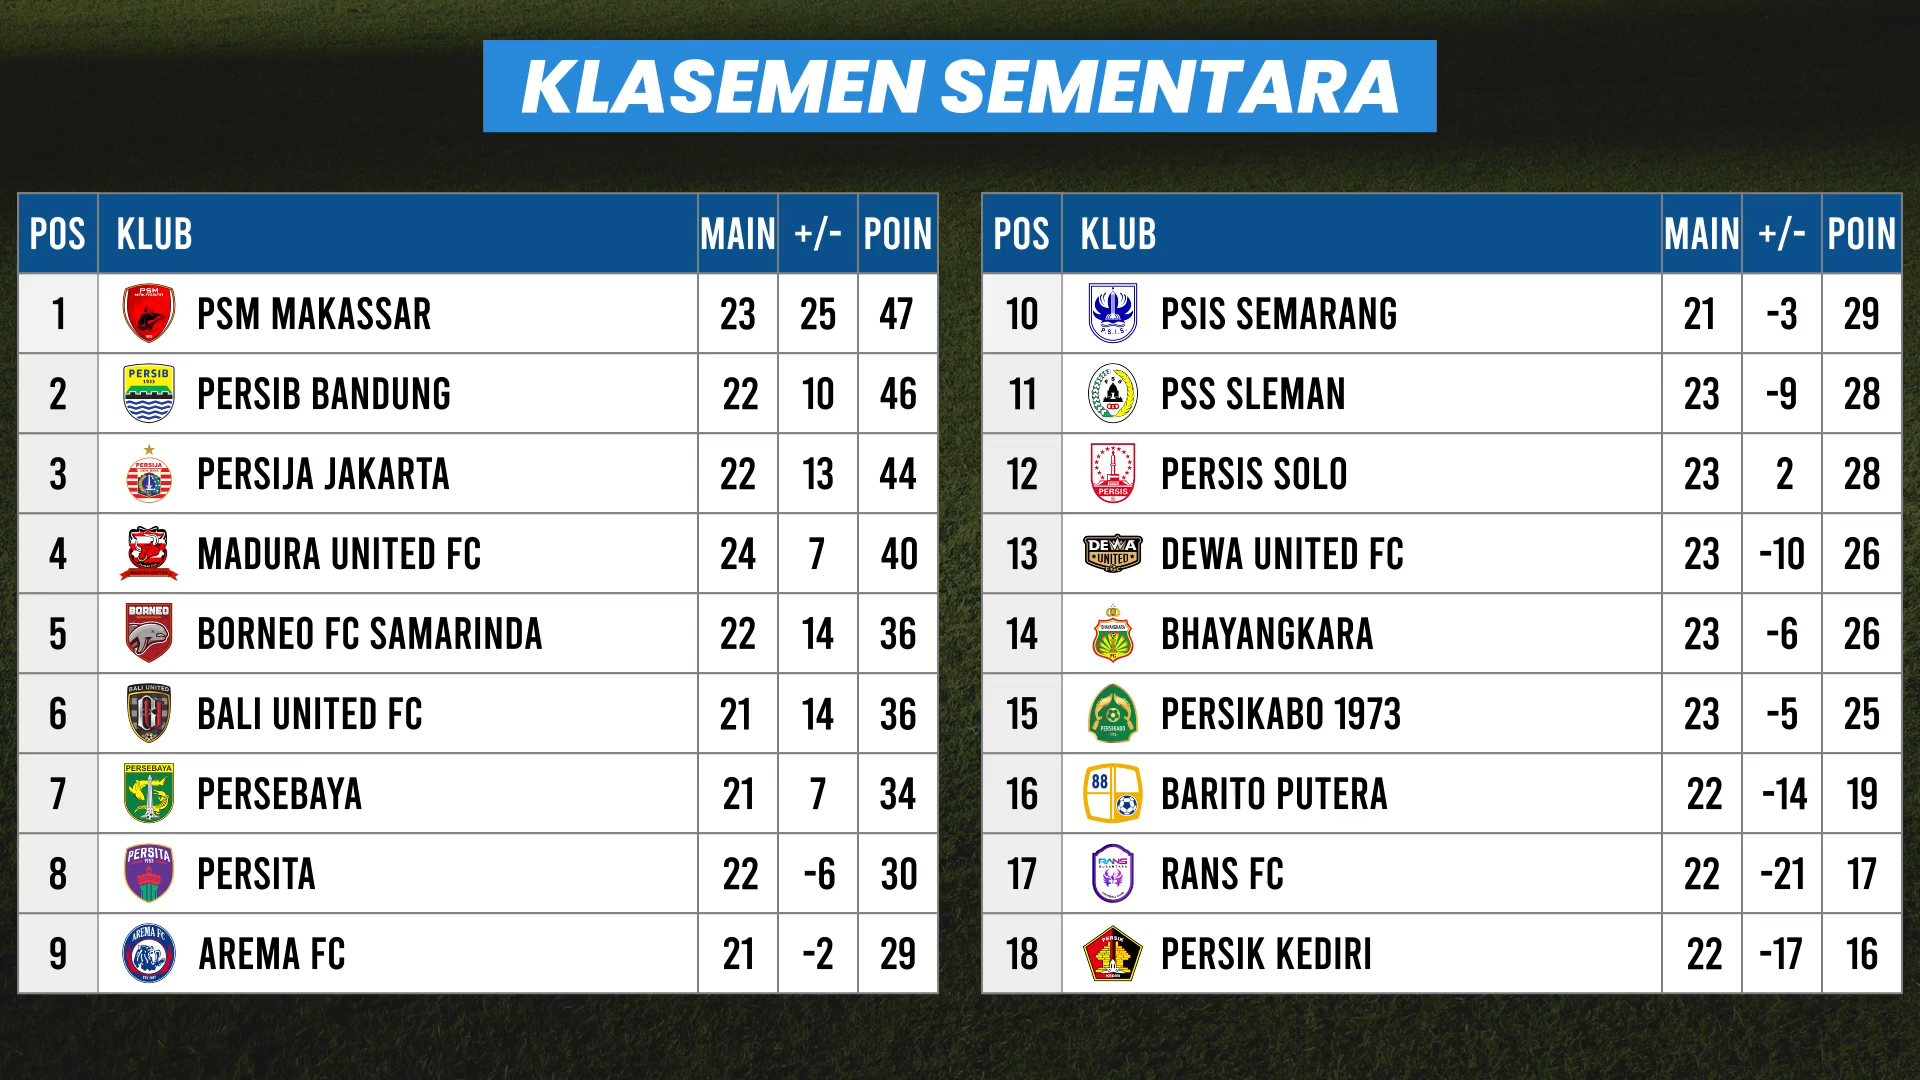 KLASEMEN SEMENTARA
POS KLUB MAIN +/- POIN
1 PSM MAKASSAR 23 25 47
2 PERSIB BANDUNG 22 10 46
3 PERSIJA JAKARTA 22 13 44
4 MADURA UNITED FC 24 7 40
5 BORNEO FC SAMARINDA 22 14 36
6 BALI UNITED FC 21 14 36
7 PERSEBAYA 21 7 34
8 PERSITA 22 -6 30
9 AREMA FC 21 -2 29
POS KLUB MAIN +/- POIN
10 PSIS SEMARANG 21 -3 29
11 PSS SLEMAN 23 -9 28
12 PERSIS SOLO 23 2 28
13 DEWA UNITED FC 23 -10 26
14 BHAYANGKARA 23 -6 26
15 PERSIKABO 1973 23 -5 25
16 BARITO PUTERA 22 -14 19
17 RANS FC 22 -21 17
18 PERSIK KEDIRI 22 -17 16